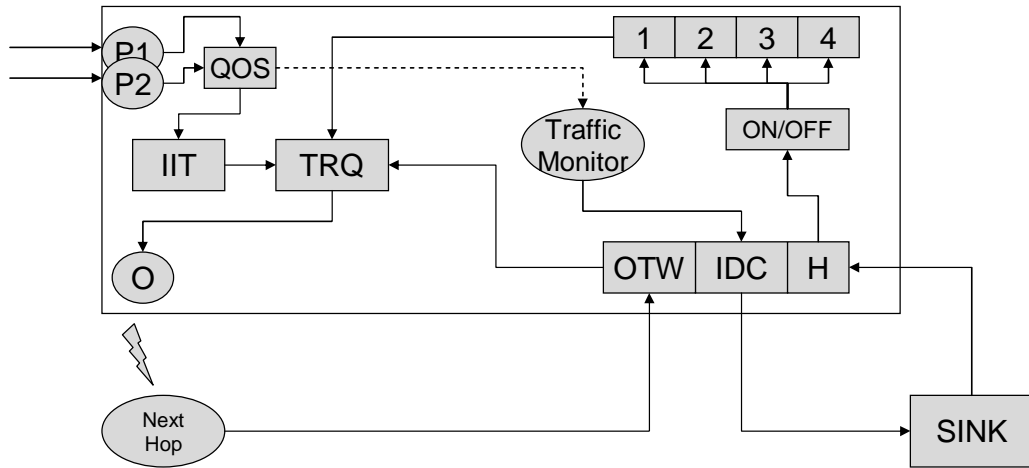 P1
P2
QOS
1 2 3 4
ON/OFF
Traffic
Monitor
IIT
TRQ
O
OTW IDC H
Next
Hop
SINK